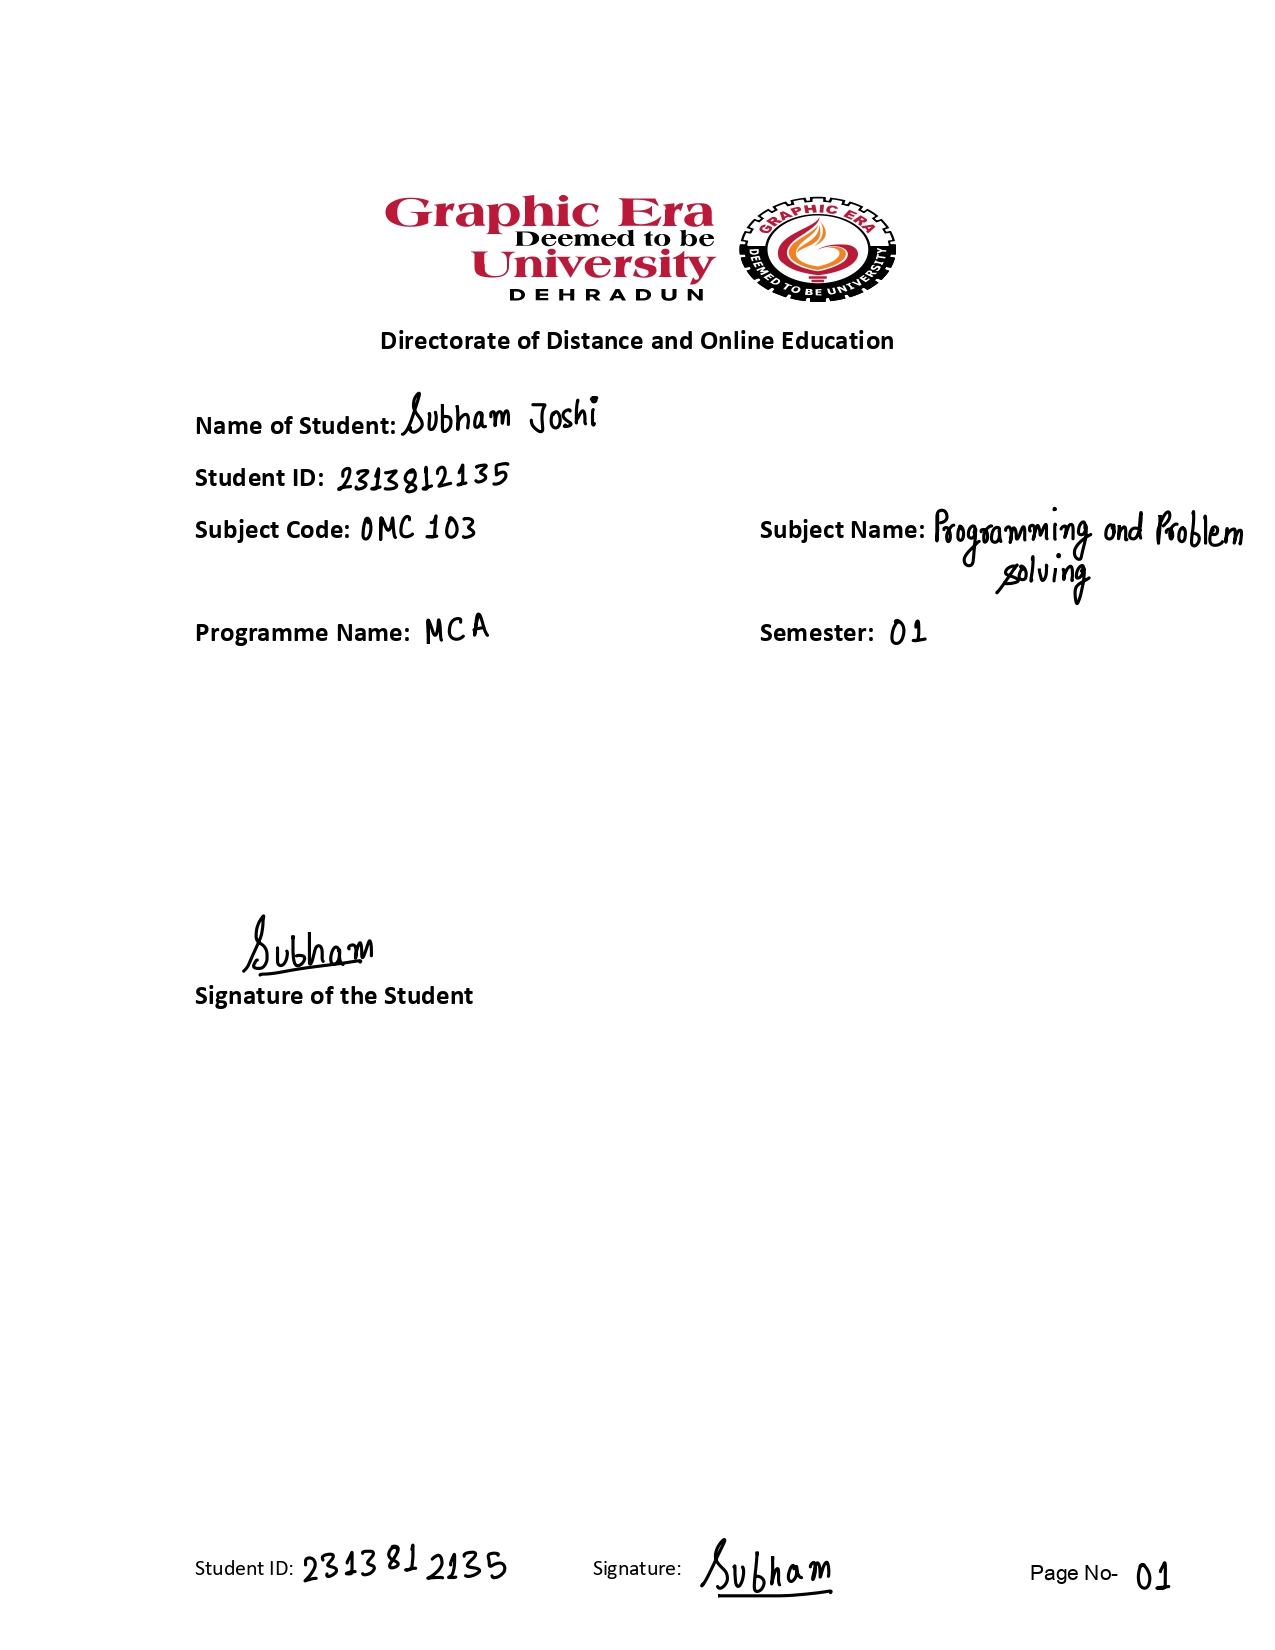 Graphic Era
Deemed to be
University
DEHRADUN
GRAPHIC ERA
DEEMED TO BE UNIVERSITY
Directorate of Distance and Online Education
Name of Student: Subham Joshi
Student ID: 2313812135
Subject Code: OMC 103 Subject Name: Programming and Problem
solving
Programme Name: MCA Semester: 01
Subham
Signature of the Student
Student ID: 2313812135 Signature: Subham Page No- 01